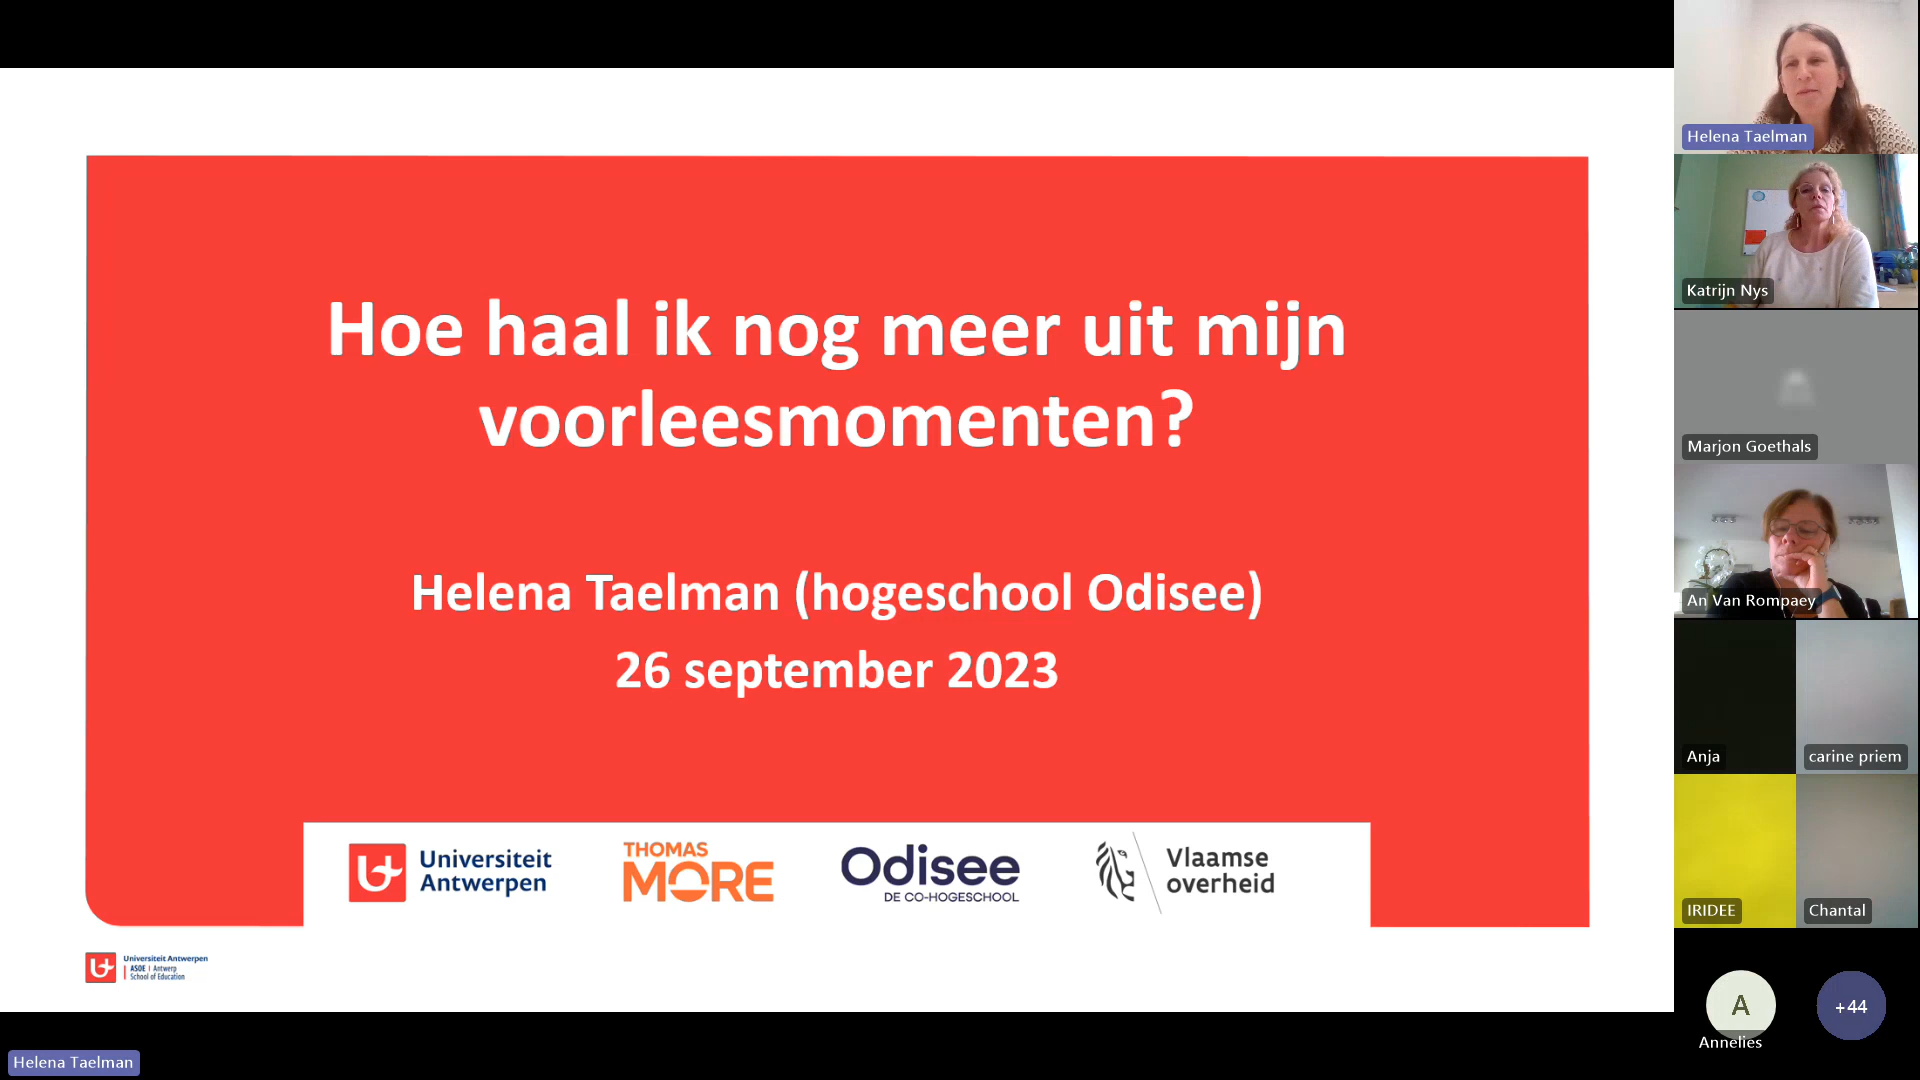 Hoe haal ik nog meer uit mijn
voorleesmomenten?
Helena Taelman (hogeschool Odisee)
26 september 2023
Universiteit
Antwerpen
THOMAS
MORE
Odisee
DE CO-HOGESCHOOL
Vlaamse
overheid
Universiteit Antwerpen
ASOE | Antwerp
School of Education
Helena Taelman
Helena Taelman
Katrijn Nys
Marjon Goethals
An Van Rompaey
Anja
carine priem
IRIDEE
Chantal
A
Annelies
+44